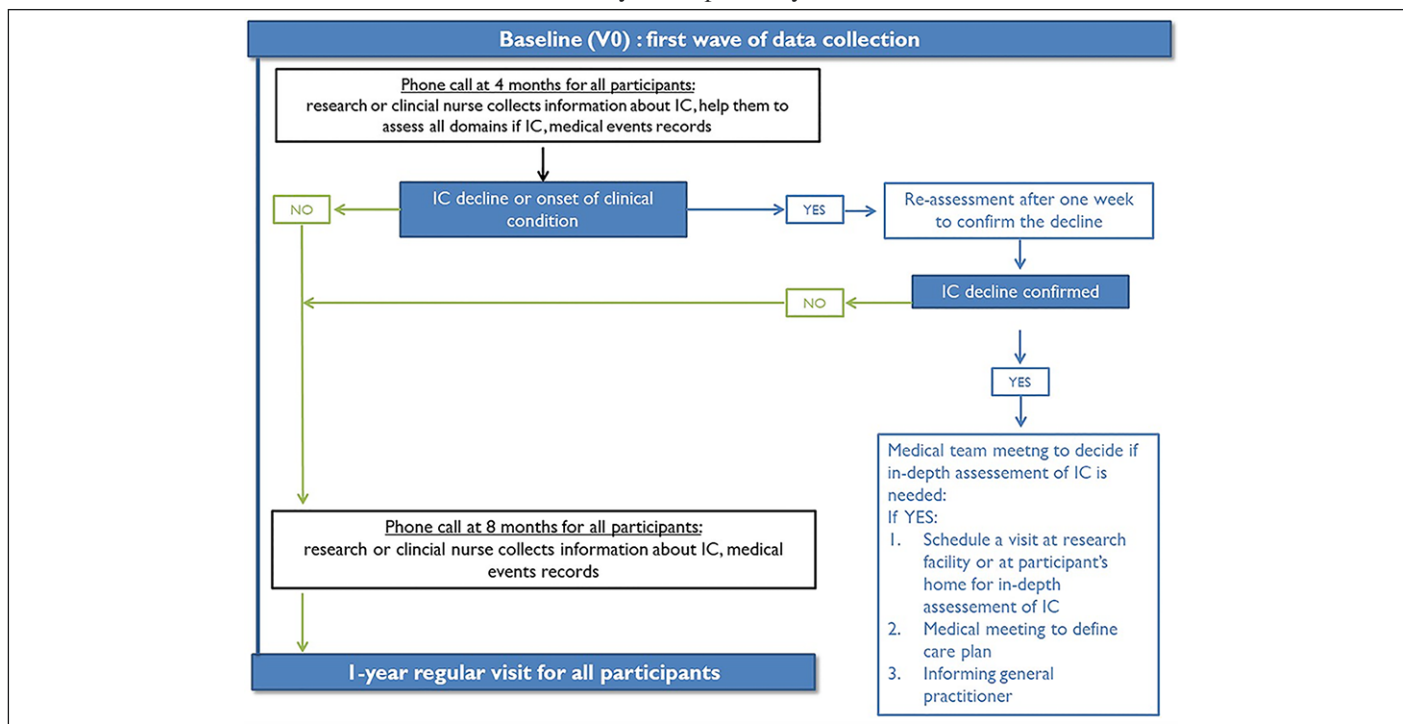 Baseline (V0) : first wave of data collection
Phone call at 4 months for all participants:
research or clincial nurse collects information about IC, help them to
assess all domains if IC, medical events records
IC decline or onset of clinical
condition
NO
YES
Re-assessment after one week
to confirm the decline
IC decline confirmed
NO
YES
Medical team meetng to decide if
in-depth assessement of IC is
needed:
If YES:
1. Schedule a visit at research
facility or at participant's
home for in-depth
assessment of IC
2. Medical meeting to define
care plan
3. Informing general
practitioner
Phone call at 8 months for all participants:
research or clincial nurse collects information about IC, medical
events records
1-year regular visit for all participants